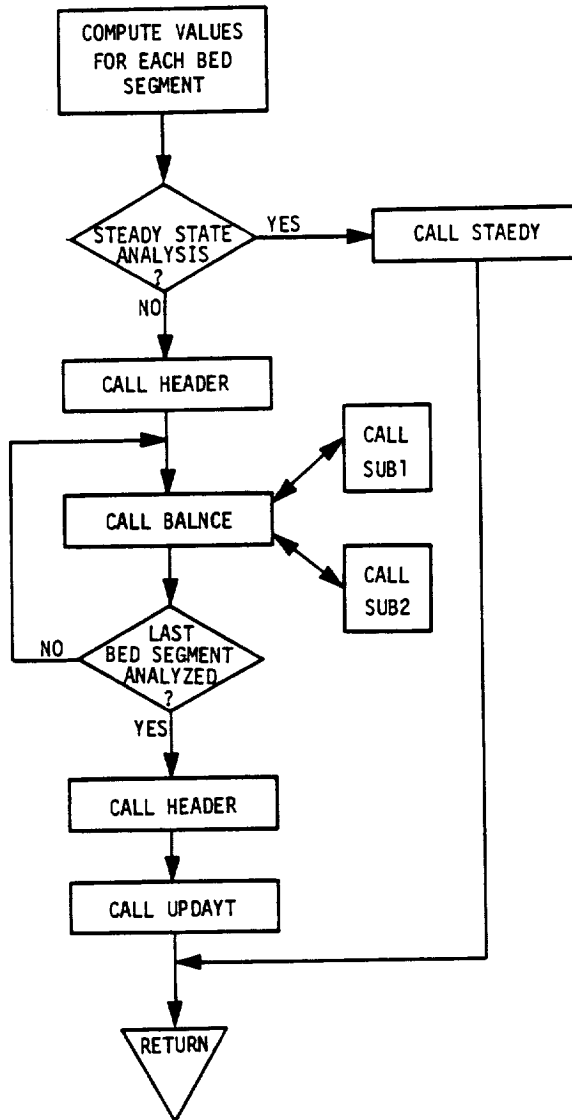 COMPUTE VALUES
FOR EACH BED
SEGMENT
STEADY STATE
ANALYSIS
?
YES
CALL STAEDY
NO
CALL HEADER
CALL
SUB1
CALL BALNCE
CALL
SUB2
NO
LAST
BED SEGMENT
ANALYZED
?
YES
CALL HEADER
CALL UPDAYT
RETURN